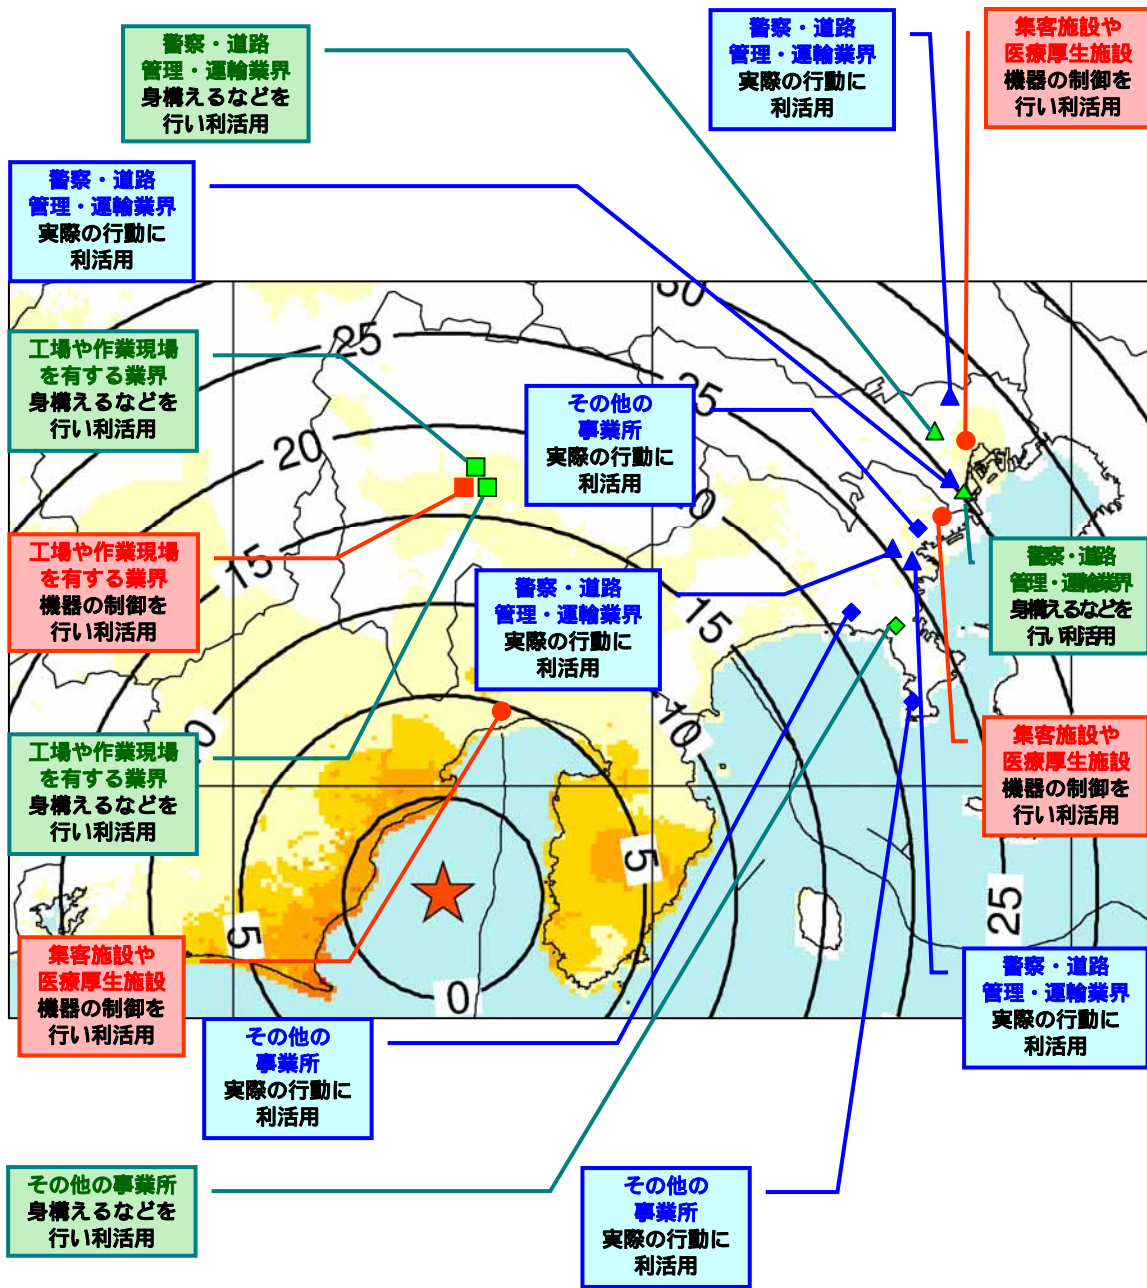 警察・道路
管理・運輸業界
身構えるなどを
行い利活用
警察・道路
管理・運輸業界
実際の行動に
利活用
集客施設や
医療厚生施設
機器の制御を
行い利活用
警察・道路
管理・運輸業界
実際の行動に
利活用
工場や作業現場
を有する業界
身構えるなどを
行い利活用
その他の
事業所
実際の行動に
利活用
工場や作業現場
を有する業界
機器の制御を
行い利活用
警察・道路
管理・運輸業界
実際の行動に
利活用
警察・道路
管理・運輸業界
身構えるなどを
行い利活用
工場や作業現場
を有する業界
身構えるなどを
行い利活用
集客施設や
医療厚生施設
機器の制御を
行い利活用
集客施設や
医療厚生施設
機器の制御を
行い利活用
その他の
事業所
実際の行動に
利活用
警察・道路
管理・運輸業界
実際の行動に
利活用
その他の事業所
身構えるなどを
行い利活用
その他の
事業所
実際の行動に
利活用
30
25
25
20
15
15
10
5
5
0
25